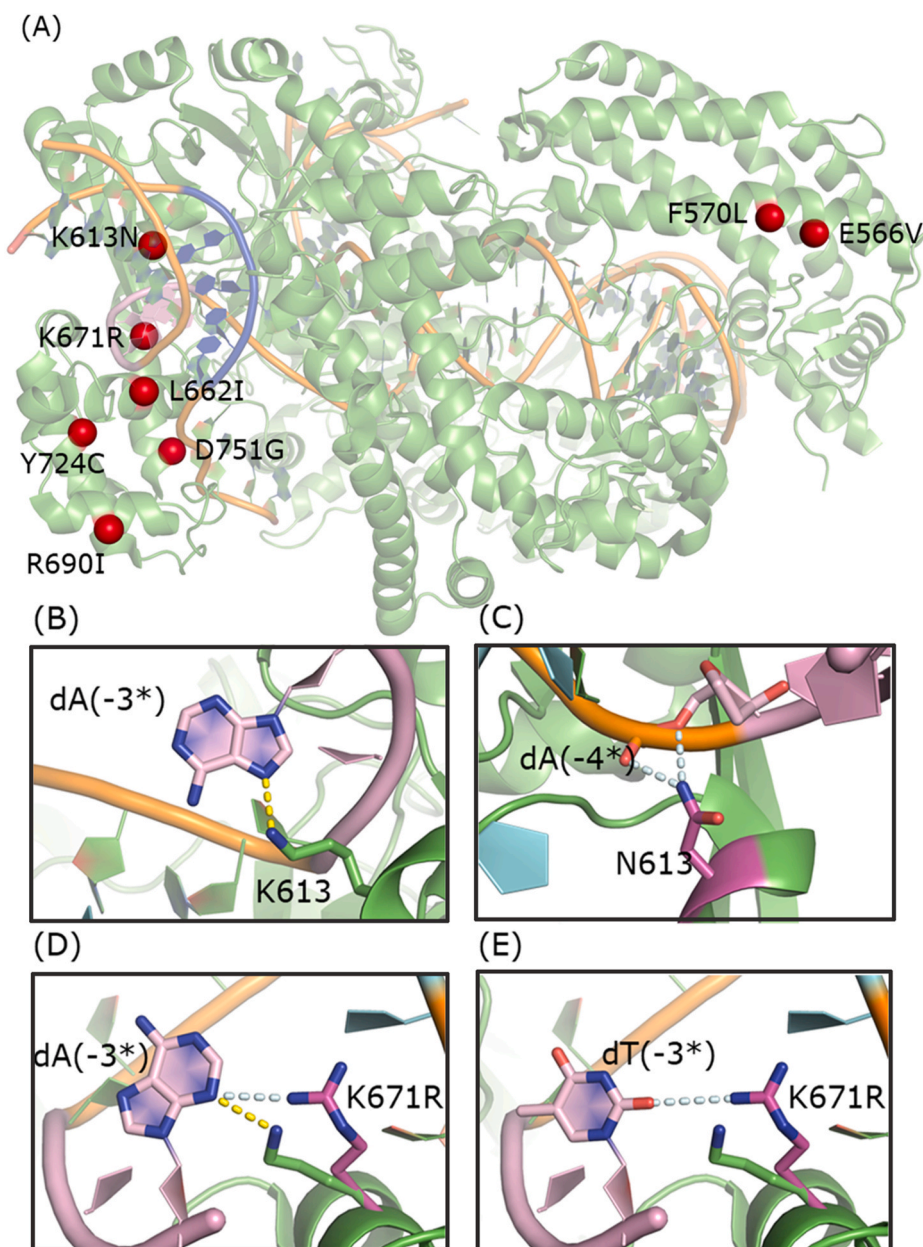 (A)
F570L
E566V
K613N
K671R
L662I
Y724C
D751G
R690I
(B)
(C)
dA(-3*)
K613
dA(-4*)
N613
(D)
(E)
dA(-3*)
K671R
dT(-3*)
K671R